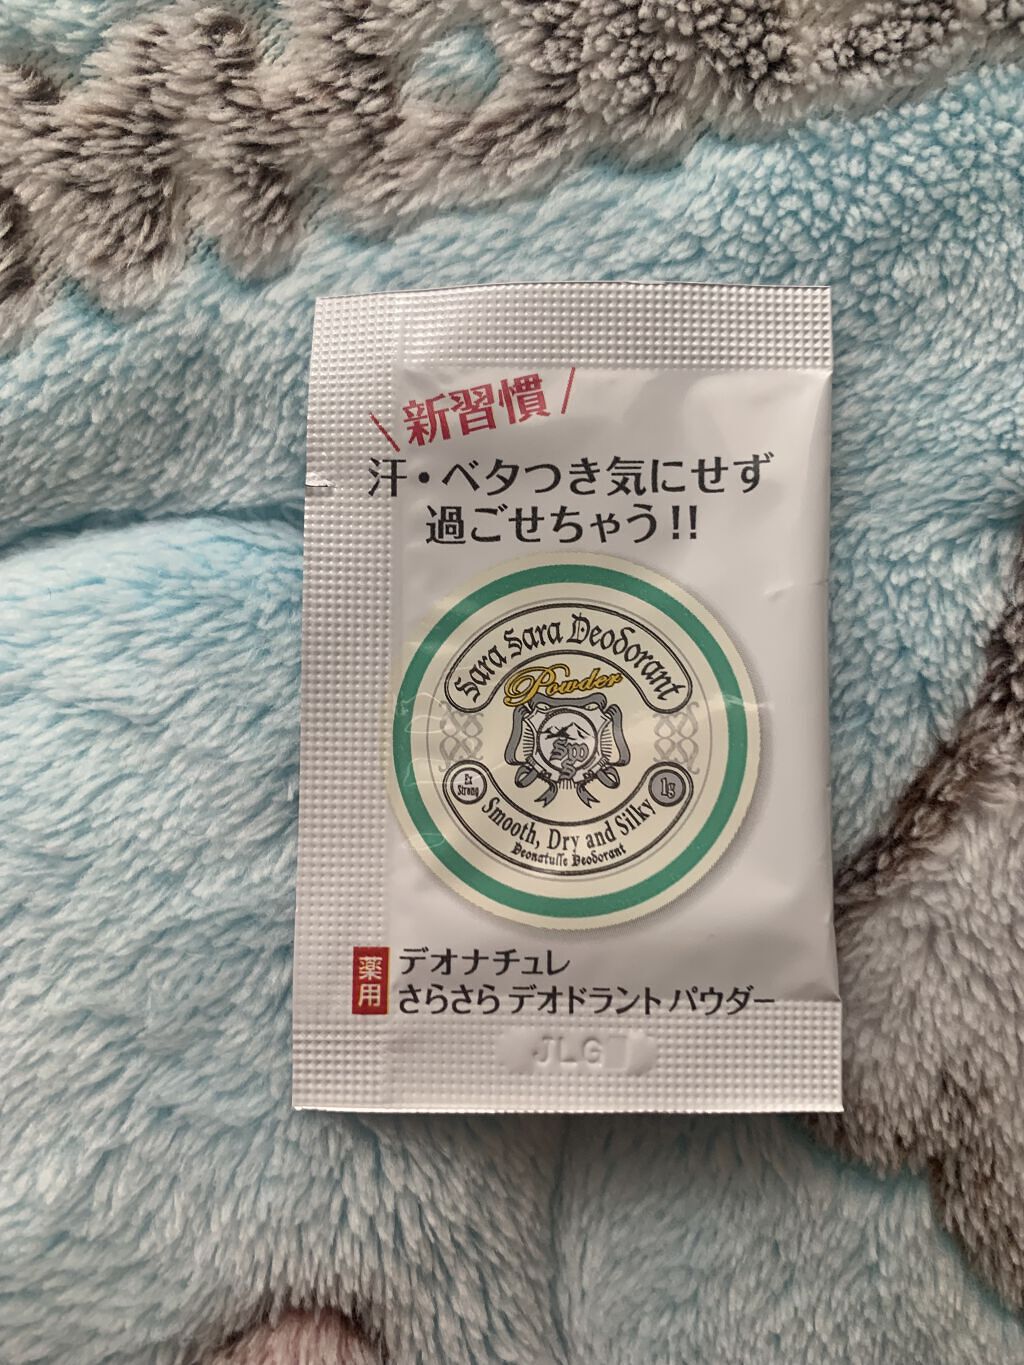 新習慣
汗・ベタつき気にせず
過ごせちゃう!!
Sara Sara Deodorant
Powder
Ex
Strong
1g
Smooth, Dry and Silky
Deonatulle Deodorant
薬用
デオナチュレ
さらさら デオドラント パウダー
JLG